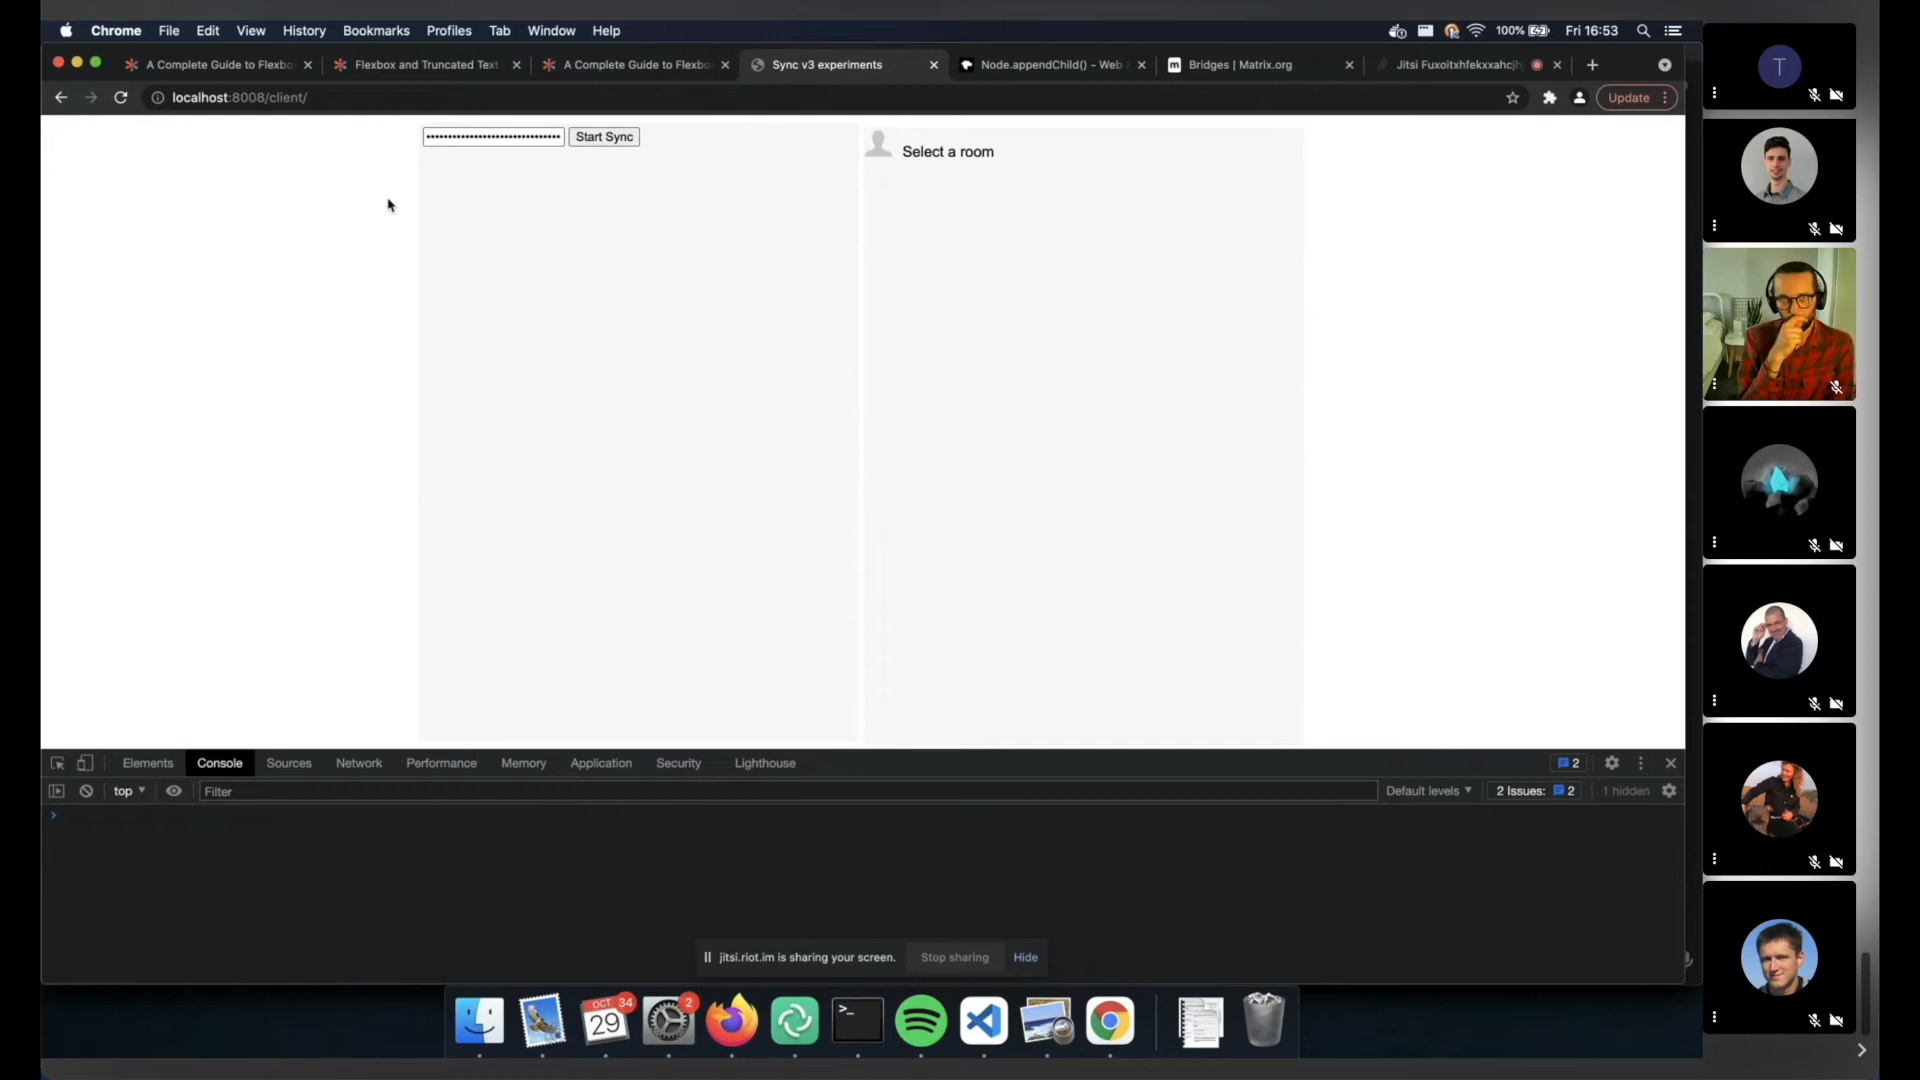 Chrome File Edit View History Bookmarks Profiles Tab Window Help 100% Fri 16:53
A Complete Guide to Flexbo Flexbox and Truncated Text A Complete Guide to Flexbo Sync v3 experiments Node.appendChild() - Web Bridges | Matrix.org
localhost:8008/client/ Update
•••••••••••••••••••••••••••••••• Start Sync
Select a room
T
Elements Console Sources Network Performance Memory Application Security Lighthouse 2
top Filter Default levels 2 Issues: 2 1 hidden
jitsi.riot.im is sharing your screen. Stop sharing Hide
OCT 34 2
29